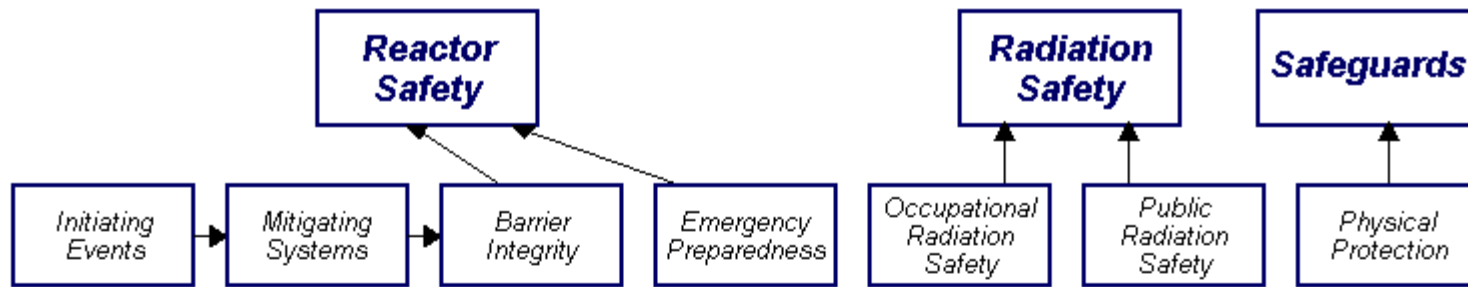 Reactor
Safety
Radiation
Safety
Safeguards
Initiating
Events
Mitigating
Systems
Barrier
Integrity
Emergency
Preparedness
Occupational
Radiation
Safety
Public
Radiation
Safety
Physical
Protection